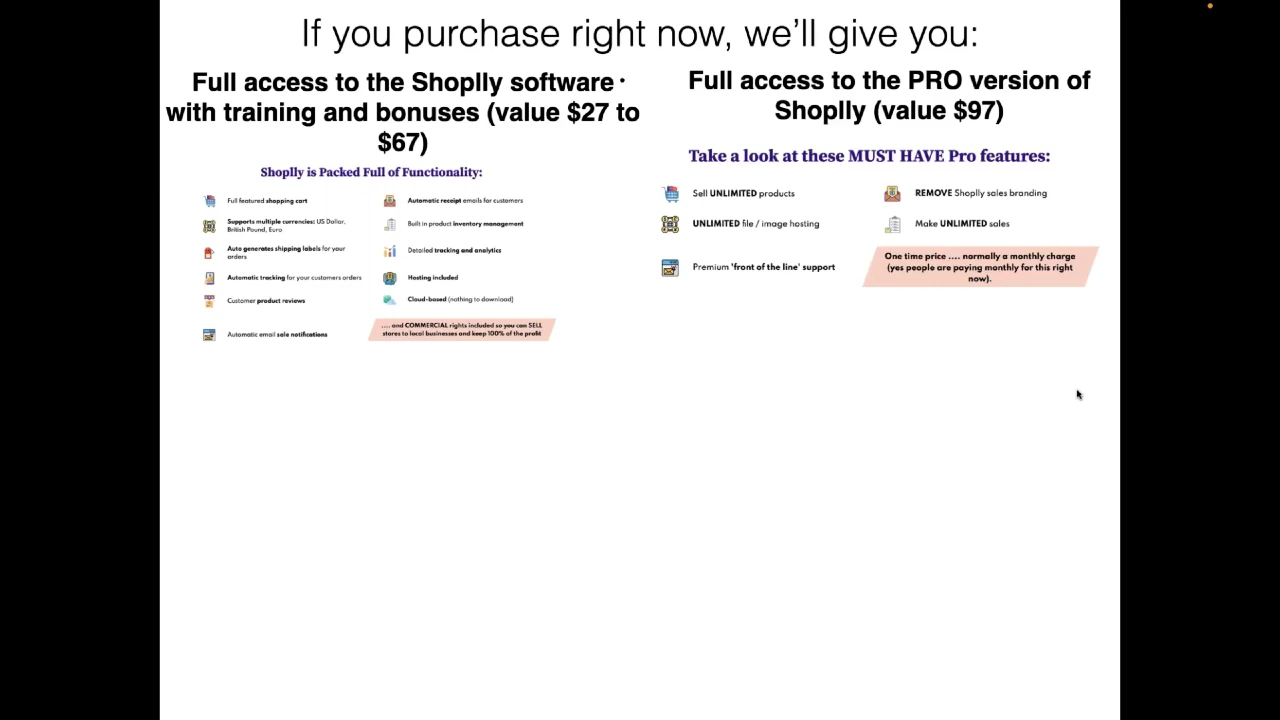 If you purchase right now, we'll give you:
Full access to the Shoplly software
with training and bonuses (value $27 to
$67)
Shoplly is Packed Full of Functionality:
Full featured shopping cart
Automatic receipt emails for customers
Supports multiple currencies: US Dollar,
British Pound, Euro
Built in product inventory management
Auto generates shipping labels for your
orders
Detailed tracking and analytics
Automatic tracking for your customers orders
Hosting included
Customer product reviews
Cloud-based (nothing to download)
Automatic email sale notifications
.... and COMMERCIAL rights included so you can SELL
stores to local businesses and keep 100% of the profit
Full access to the PRO version of
Shoplly (value $97)
Take a look at these MUST HAVE Pro features:
Sell UNLIMITED products
REMOVE Shoplly sales branding
UNLIMITED file / image hosting
Make UNLIMITED sales
Premium 'front of the line' support
One time price .... normally a monthly charge
(yes people are paying monthly for this right
now).